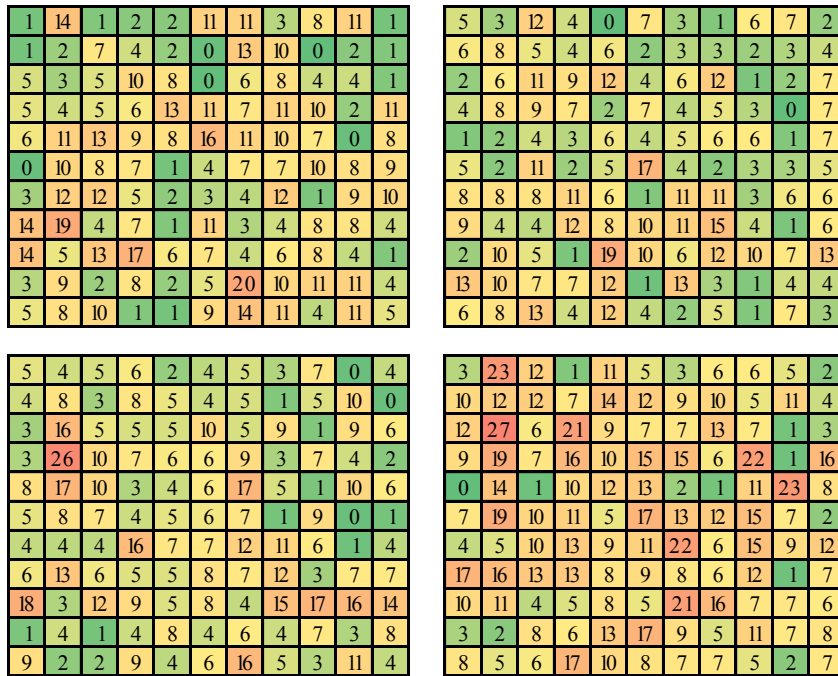 1 14 1 2 2 11 11 3 8 11 1
1 2 7 4 2 0 13 10 0 2 1
5 3 5 10 8 0 6 8 4 4 1
5 4 5 6 13 11 7 11 10 2 11
6 11 13 9 8 16 11 10 7 0 8
0 10 8 7 1 4 7 7 10 8 9
3 12 12 5 2 3 4 12 1 9 10
14 19 4 7 1 11 3 4 8 8 4
14 5 13 17 6 7 4 6 8 4 1
3 9 2 8 2 5 20 10 11 11 4
5 8 10 1 1 9 14 11 4 11 5
5 3 12 4 0 7 3 1 6 7 2
6 8 5 4 6 2 3 3 2 3 4
2 6 11 9 12 4 6 12 1 2 7
4 8 9 7 2 7 4 5 3 0 7
1 2 4 3 6 4 5 6 6 1 7
5 2 11 2 5 17 4 2 3 3 5
8 8 8 11 6 1 11 11 3 6 6
9 4 4 12 8 10 11 15 4 1 6
2 10 5 1 19 10 6 12 10 7 13
13 10 7 7 12 1 13 3 1 4 4
6 8 13 4 12 4 2 5 1 7 3
5 4 5 6 2 4 5 3 7 0 4
4 8 3 8 5 4 5 1 5 10 0
3 16 5 5 5 10 5 9 1 9 6
3 26 10 7 6 6 9 3 7 4 2
8 17 10 3 4 6 17 5 1 10 6
5 8 7 4 5 6 7 1 9 0 1
4 4 4 16 7 7 12 11 6 1 4
6 13 6 5 5 8 7 12 3 7 7
18 3 12 9 5 8 4 15 17 16 14
1 4 1 4 8 4 6 4 7 3 8
9 2 2 9 4 6 16 5 3 11 4
3 23 12 1 11 5 3 6 6 5 2
10 12 12 7 14 12 9 10 5 11 4
12 27 6 21 9 7 7 13 7 1 3
9 19 7 16 10 15 15 6 22 1 16
0 14 1 10 12 13 2 1 11 23 8
7 19 10 11 5 17 13 12 15 7 2
4 5 10 13 9 11 22 6 15 9 12
17 16 13 13 8 9 8 6 12 1 7
10 11 4 5 8 5 21 16 7 7 6
3 2 8 6 13 17 9 5 11 7 8
8 5 6 17 10 8 7 7 5 2 7